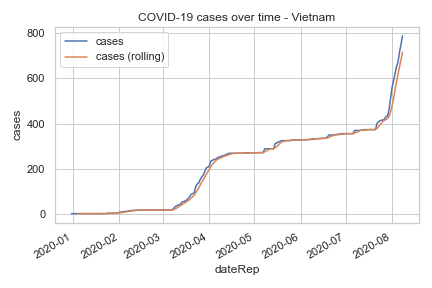 COVID-19 cases over time - Vietnam
cases
cases (rolling)
800
600
400
200
0
cases
2020-01
2020-02
2020-03
2020-04
2020-05
2020-06
2020-07
2020-08
dateRep